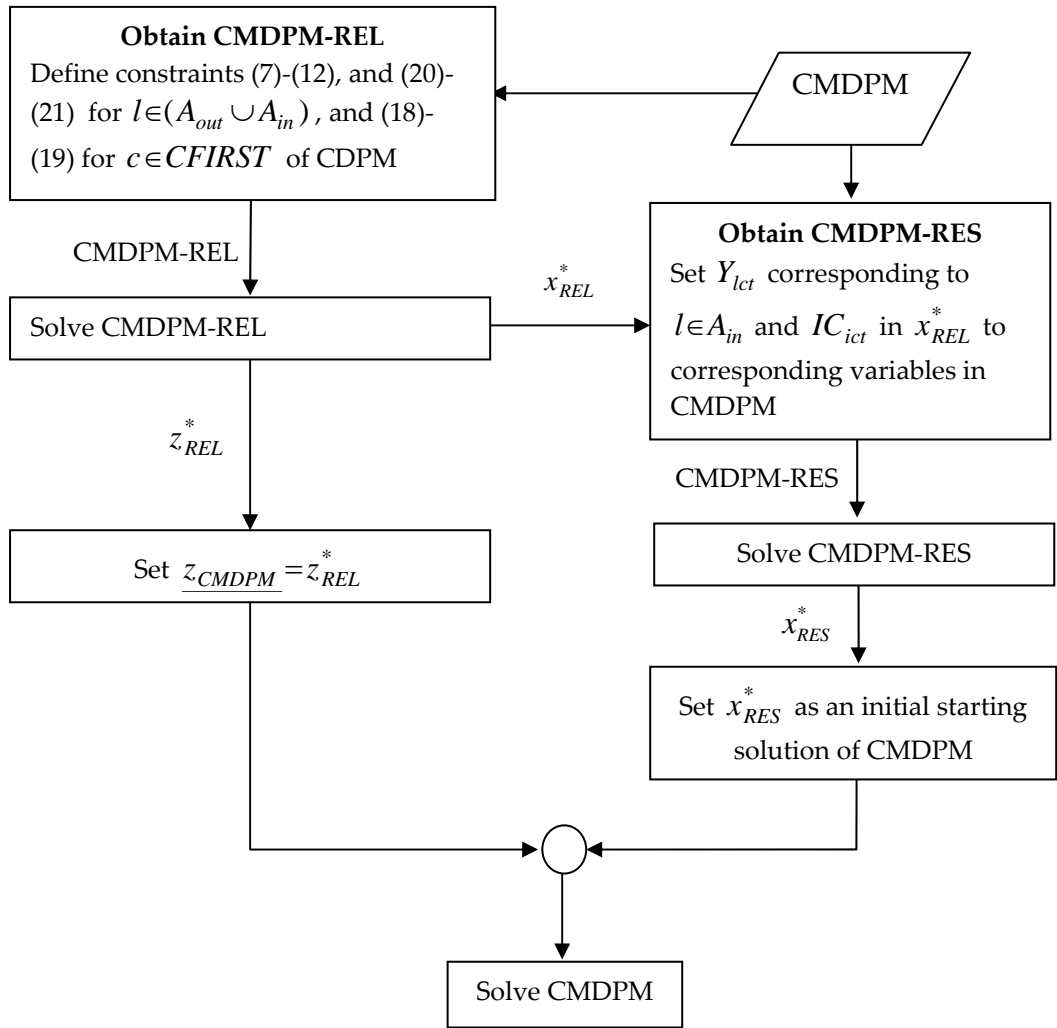 Obtain CMDPM-REL
Define constraints (7)-(12), and (20)-
(21) for l∈(A_out ∪ A_in) , and (18)-
(19) for c∈CFIRST of CDPM
CMDPM
CMDPM-REL
Solve CMDPM-REL
x*_REL
Obtain CMDPM-RES
Set Y_lct corresponding to
l∈A_in and IC_ict in x*_REL to
corresponding variables in
CMDPM
z*_REL
CMDPM-RES
Set z_CMDPM = z*_REL
Solve CMDPM-RES
x*_RES
Set x*_RES as an initial starting
solution of CMDPM
Solve CMDPM